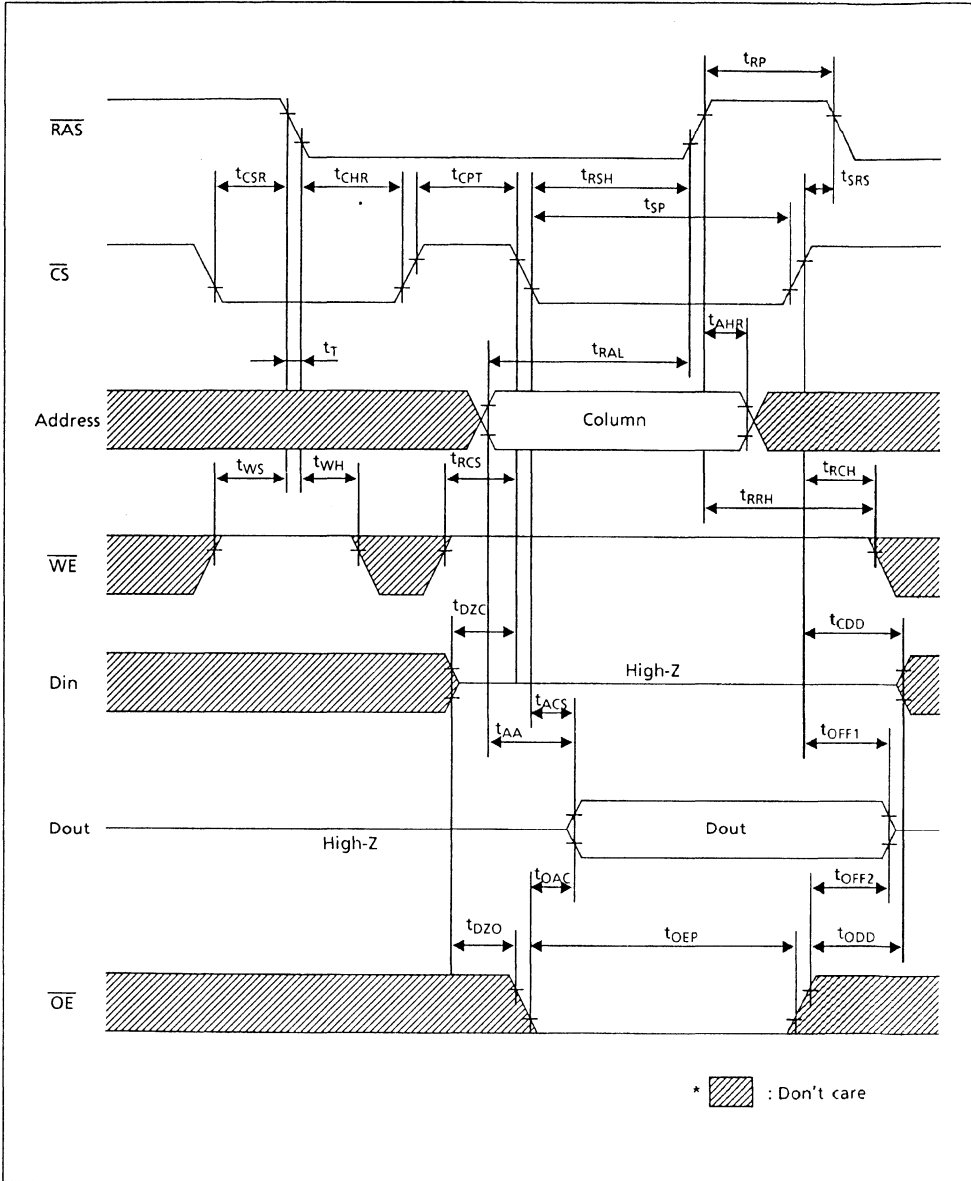 tRP
RAS
tCSR tCHR tCPT tRSH tSRS
tSP
CS
tAHR
tT tRAL
Address Column
tWS tWH tRCS tRCH
tRRH
WE
tDZC tCDD
Din High-Z
tACS
tAA tOFF1
Dout High-Z Dout
tOAC tOFF2
tDZO tOEP tODD
OE
* : Don't care